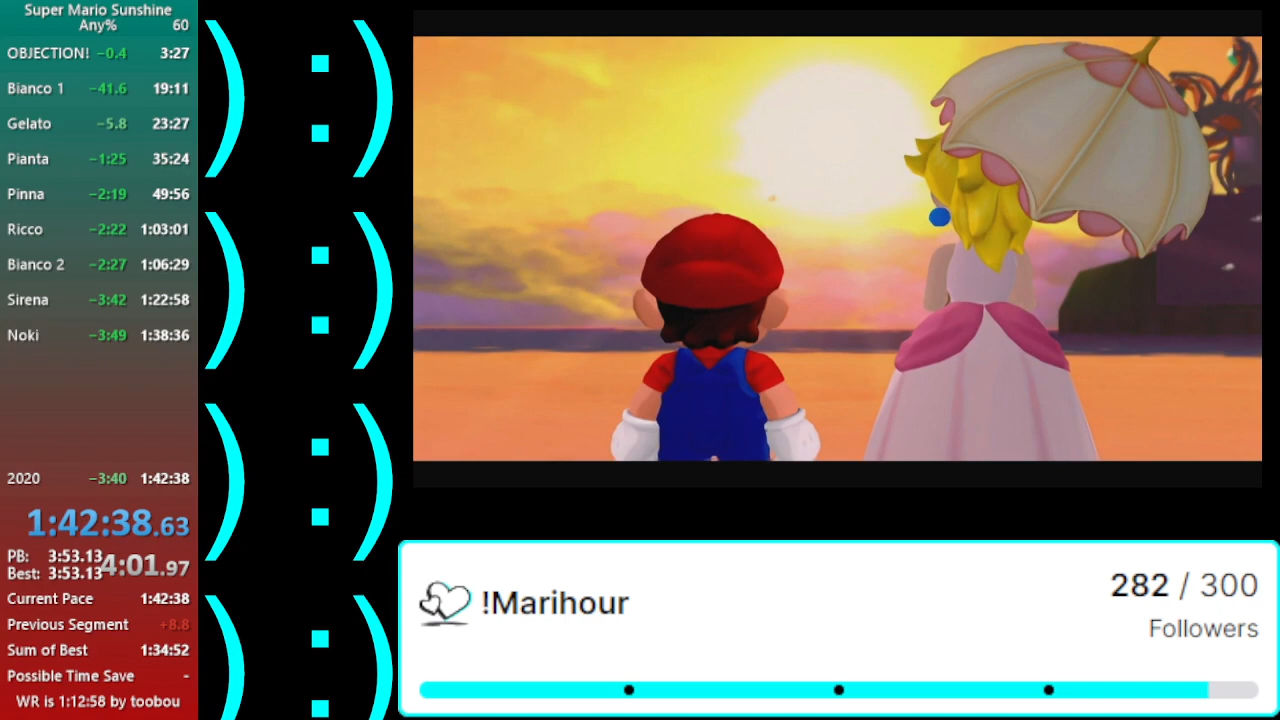 Super Mario Sunshine
Any% 60
OBJECTION! -0.4 3:27
Bianco 1 -41.6 19:11
Gelato -5.8 23:27
Pianta -1:25 35:24
Pinna -2:19 49:56
Ricco -2:22 1:03:01
Bianco 2 -2:27 1:06:29
Sirena -3:42 1:22:58
Noki -3:49 1:38:36
2020 -3:40 1:42:38
1:42:38.63
PB: 3:53.13
Best: 3:53.13
4:01.97
Current Pace 1:42:38
Previous Segment +8.8
Sum of Best 1:34:52
Possible Time Save -
WR is 1:12:58 by toobou
) :)
) :)
) :)
) :)
!Marihour
282 / 300
Followers